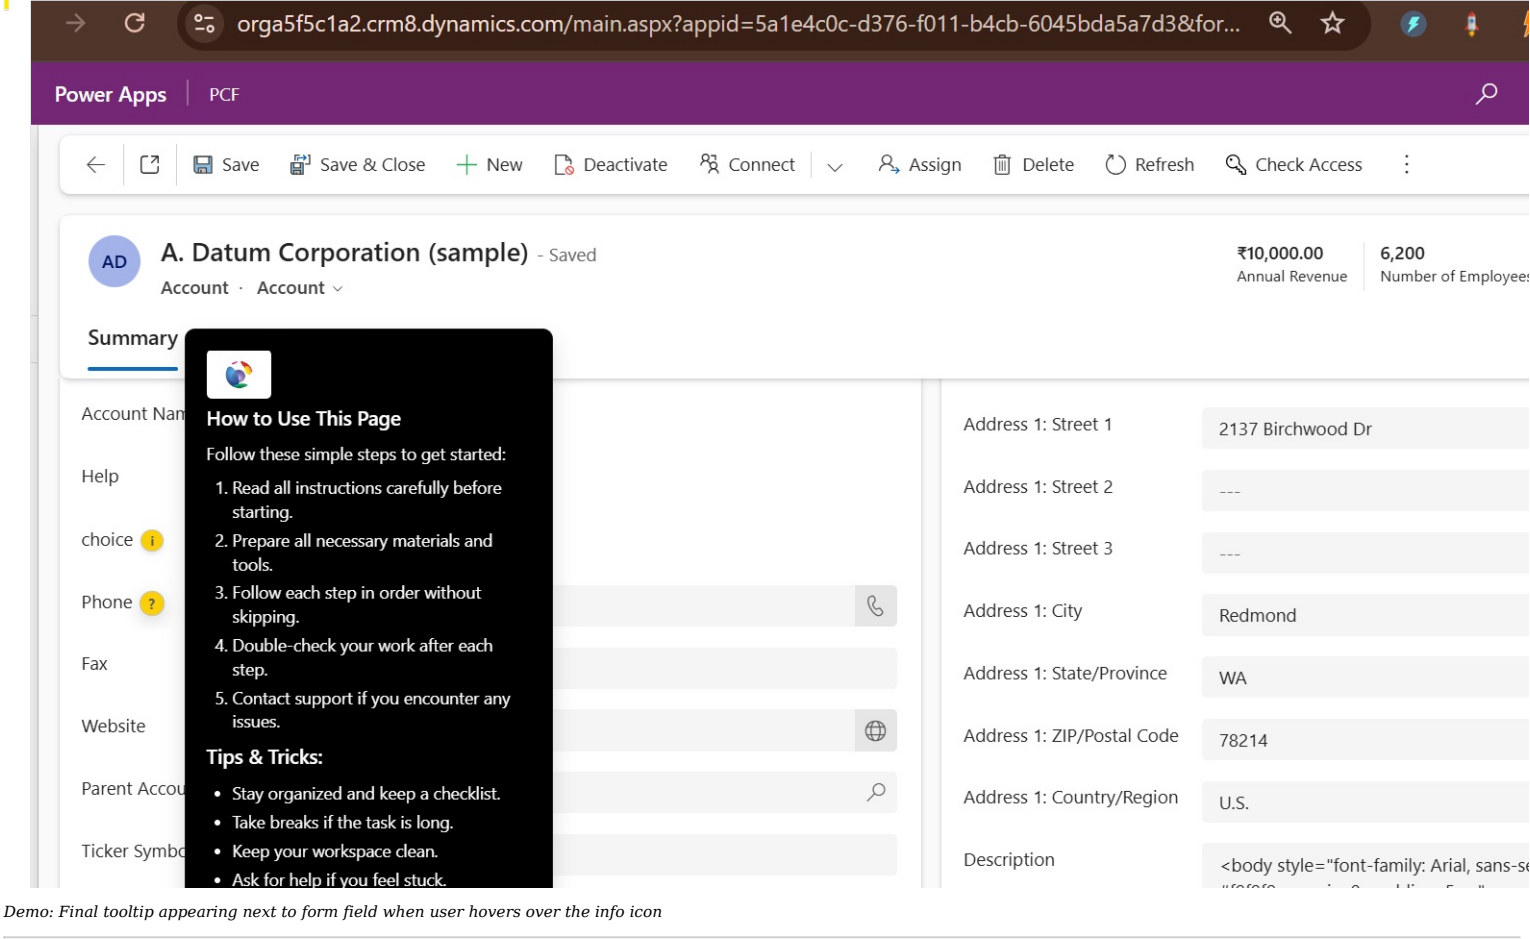 orga5f5c1a2.crm8.dynamics.com/main.aspx?appid=5a1e4c0c-d376-f011-b4cb-6045bda5a7d3&for...
Power Apps | PCF
Save Save & Close New Deactivate Connect Assign Delete Refresh Check Access
AD
A. Datum Corporation (sample) - Saved
Account · Account
₹10,000.00
Annual Revenue
6,200
Number of Employees
Summary
How to Use This Page
Follow these simple steps to get started:
1. Read all instructions carefully before
starting.
2. Prepare all necessary materials and
tools.
3. Follow each step in order without
skipping.
4. Double-check your work after each
step.
5. Contact support if you encounter any
issues.
Tips & Tricks:
• Stay organized and keep a checklist.
• Take breaks if the task is long.
• Keep your workspace clean.
• Ask for help if you feel stuck.
Account Nam
Help
choice i
Phone ?
Fax
Website
Parent Accou
Ticker Symbo
Address 1: Street 1 2137 Birchwood Dr
Address 1: Street 2 ---
Address 1: Street 3 ---
Address 1: City Redmond
Address 1: State/Province WA
Address 1: ZIP/Postal Code 78214
Address 1: Country/Region U.S.
Description <body style="font-family: Arial, sans-se
Demo: Final tooltip appearing next to form field when user hovers over the info icon